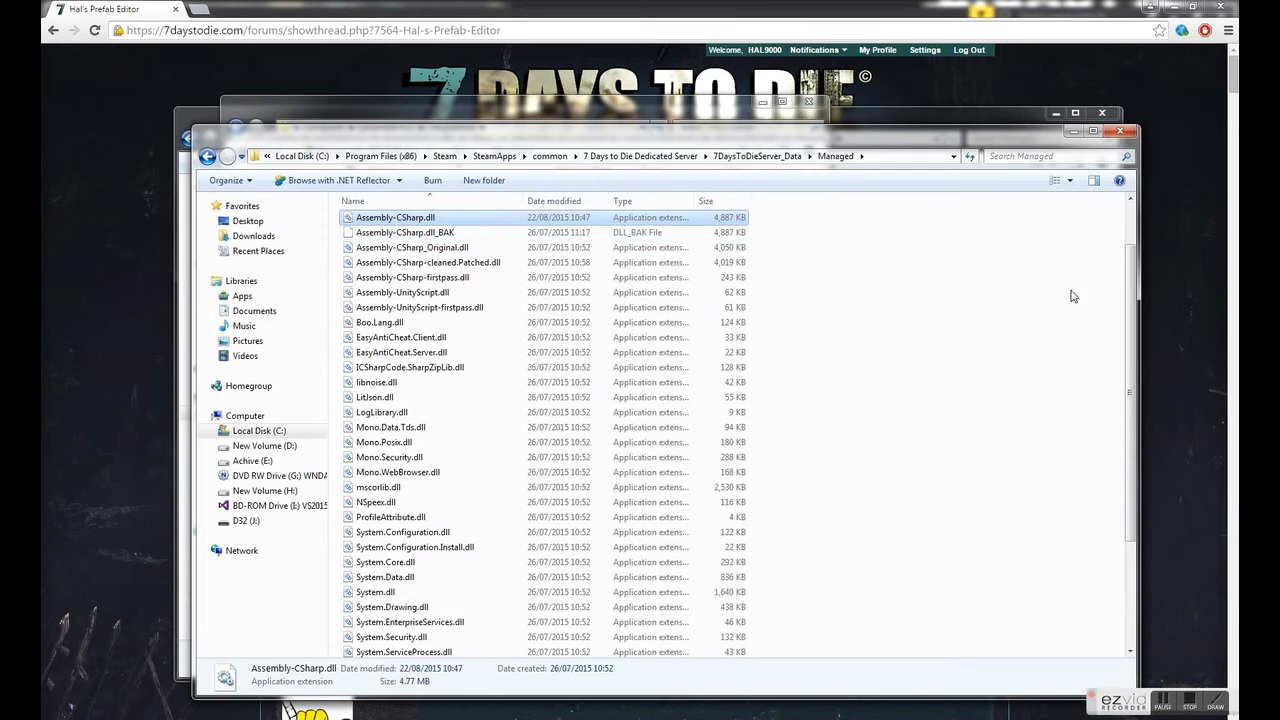 Hal's Prefab Editor
https://7daystodie.com/forums/showthread.php?7564-Hal-s-Prefab-Editor
Welcome, HAL9000 Notifications My Profile Settings Log Out
7 DAYS TO DIE ©
« Local Disk (C:) Program Files (x86) Steam SteamApps common 7 Days to Die Dedicated Server 7DaysToDieServer_Data Managed Search Managed
Organize Browse with .NET Reflector Burn New folder
Name Date modified Type Size
Favorites
Desktop
Downloads
Recent Places
Libraries
Apps
Documents
Music
Pictures
Videos
Homegroup
Computer
Local Disk (C:)
New Volume (D:)
Achive (E:)
DVD RW Drive (G:) WNDA
New Volume (H:)
BD-ROM Drive (I:) VS2015
D32 (J:)
Network
Assembly-CSharp.dll 22/08/2015 10:47 Application extens... 4,887 KB
Assembly-CSharp.dll_BAK 26/07/2015 11:17 DLL_BAK File 4,887 KB
Assembly-CSharp_Original.dll 26/07/2015 10:52 Application extens... 4,050 KB
Assembly-CSharp-cleaned.Patched.dll 26/07/2015 10:58 Application extens... 4,019 KB
Assembly-CSharp-firstpass.dll 26/07/2015 10:52 Application extens... 243 KB
Assembly-UnityScript.dll 26/07/2015 10:52 Application extens... 62 KB
Assembly-UnityScript-firstpass.dll 26/07/2015 10:52 Application extens... 61 KB
Boo.Lang.dll 26/07/2015 10:52 Application extens... 124 KB
EasyAntiCheat.Client.dll 26/07/2015 10:52 Application extens... 33 KB
EasyAntiCheat.Server.dll 26/07/2015 10:52 Application extens... 22 KB
ICSharpCode.SharpZipLib.dll 26/07/2015 10:52 Application extens... 128 KB
libnoise.dll 26/07/2015 10:52 Application extens... 42 KB
LitJson.dll 26/07/2015 10:52 Application extens... 55 KB
LogLibrary.dll 26/07/2015 10:52 Application extens... 9 KB
Mono.Data.Tds.dll 26/07/2015 10:52 Application extens... 94 KB
Mono.Posix.dll 26/07/2015 10:52 Application extens... 180 KB
Mono.Security.dll 26/07/2015 10:52 Application extens... 288 KB
Mono.WebBrowser.dll 26/07/2015 10:52 Application extens... 168 KB
mscorlib.dll 26/07/2015 10:52 Application extens... 2,530 KB
NSpeex.dll 26/07/2015 10:52 Application extens... 116 KB
ProfileAttribute.dll 26/07/2015 10:52 Application extens... 4 KB
System.Configuration.dll 26/07/2015 10:52 Application extens... 122 KB
System.Configuration.Install.dll 26/07/2015 10:52 Application extens... 22 KB
System.Core.dll 26/07/2015 10:52 Application extens... 292 KB
System.Data.dll 26/07/2015 10:52 Application extens... 836 KB
System.dll 26/07/2015 10:52 Application extens... 1,640 KB
System.Drawing.dll 26/07/2015 10:52 Application extens... 438 KB
System.EnterpriseServices.dll 26/07/2015 10:52 Application extens... 46 KB
System.Security.dll 26/07/2015 10:52 Application extens... 132 KB
System.ServiceProcess.dll 26/07/2015 10:52 Application extens... 43 KB
Assembly-CSharp.dll Date modified: 22/08/2015 10:47 Date created: 26/07/2015 10:52
Application extension Size: 4.77 MB
ezvid
RECORDER PAUSE STOP DRAW